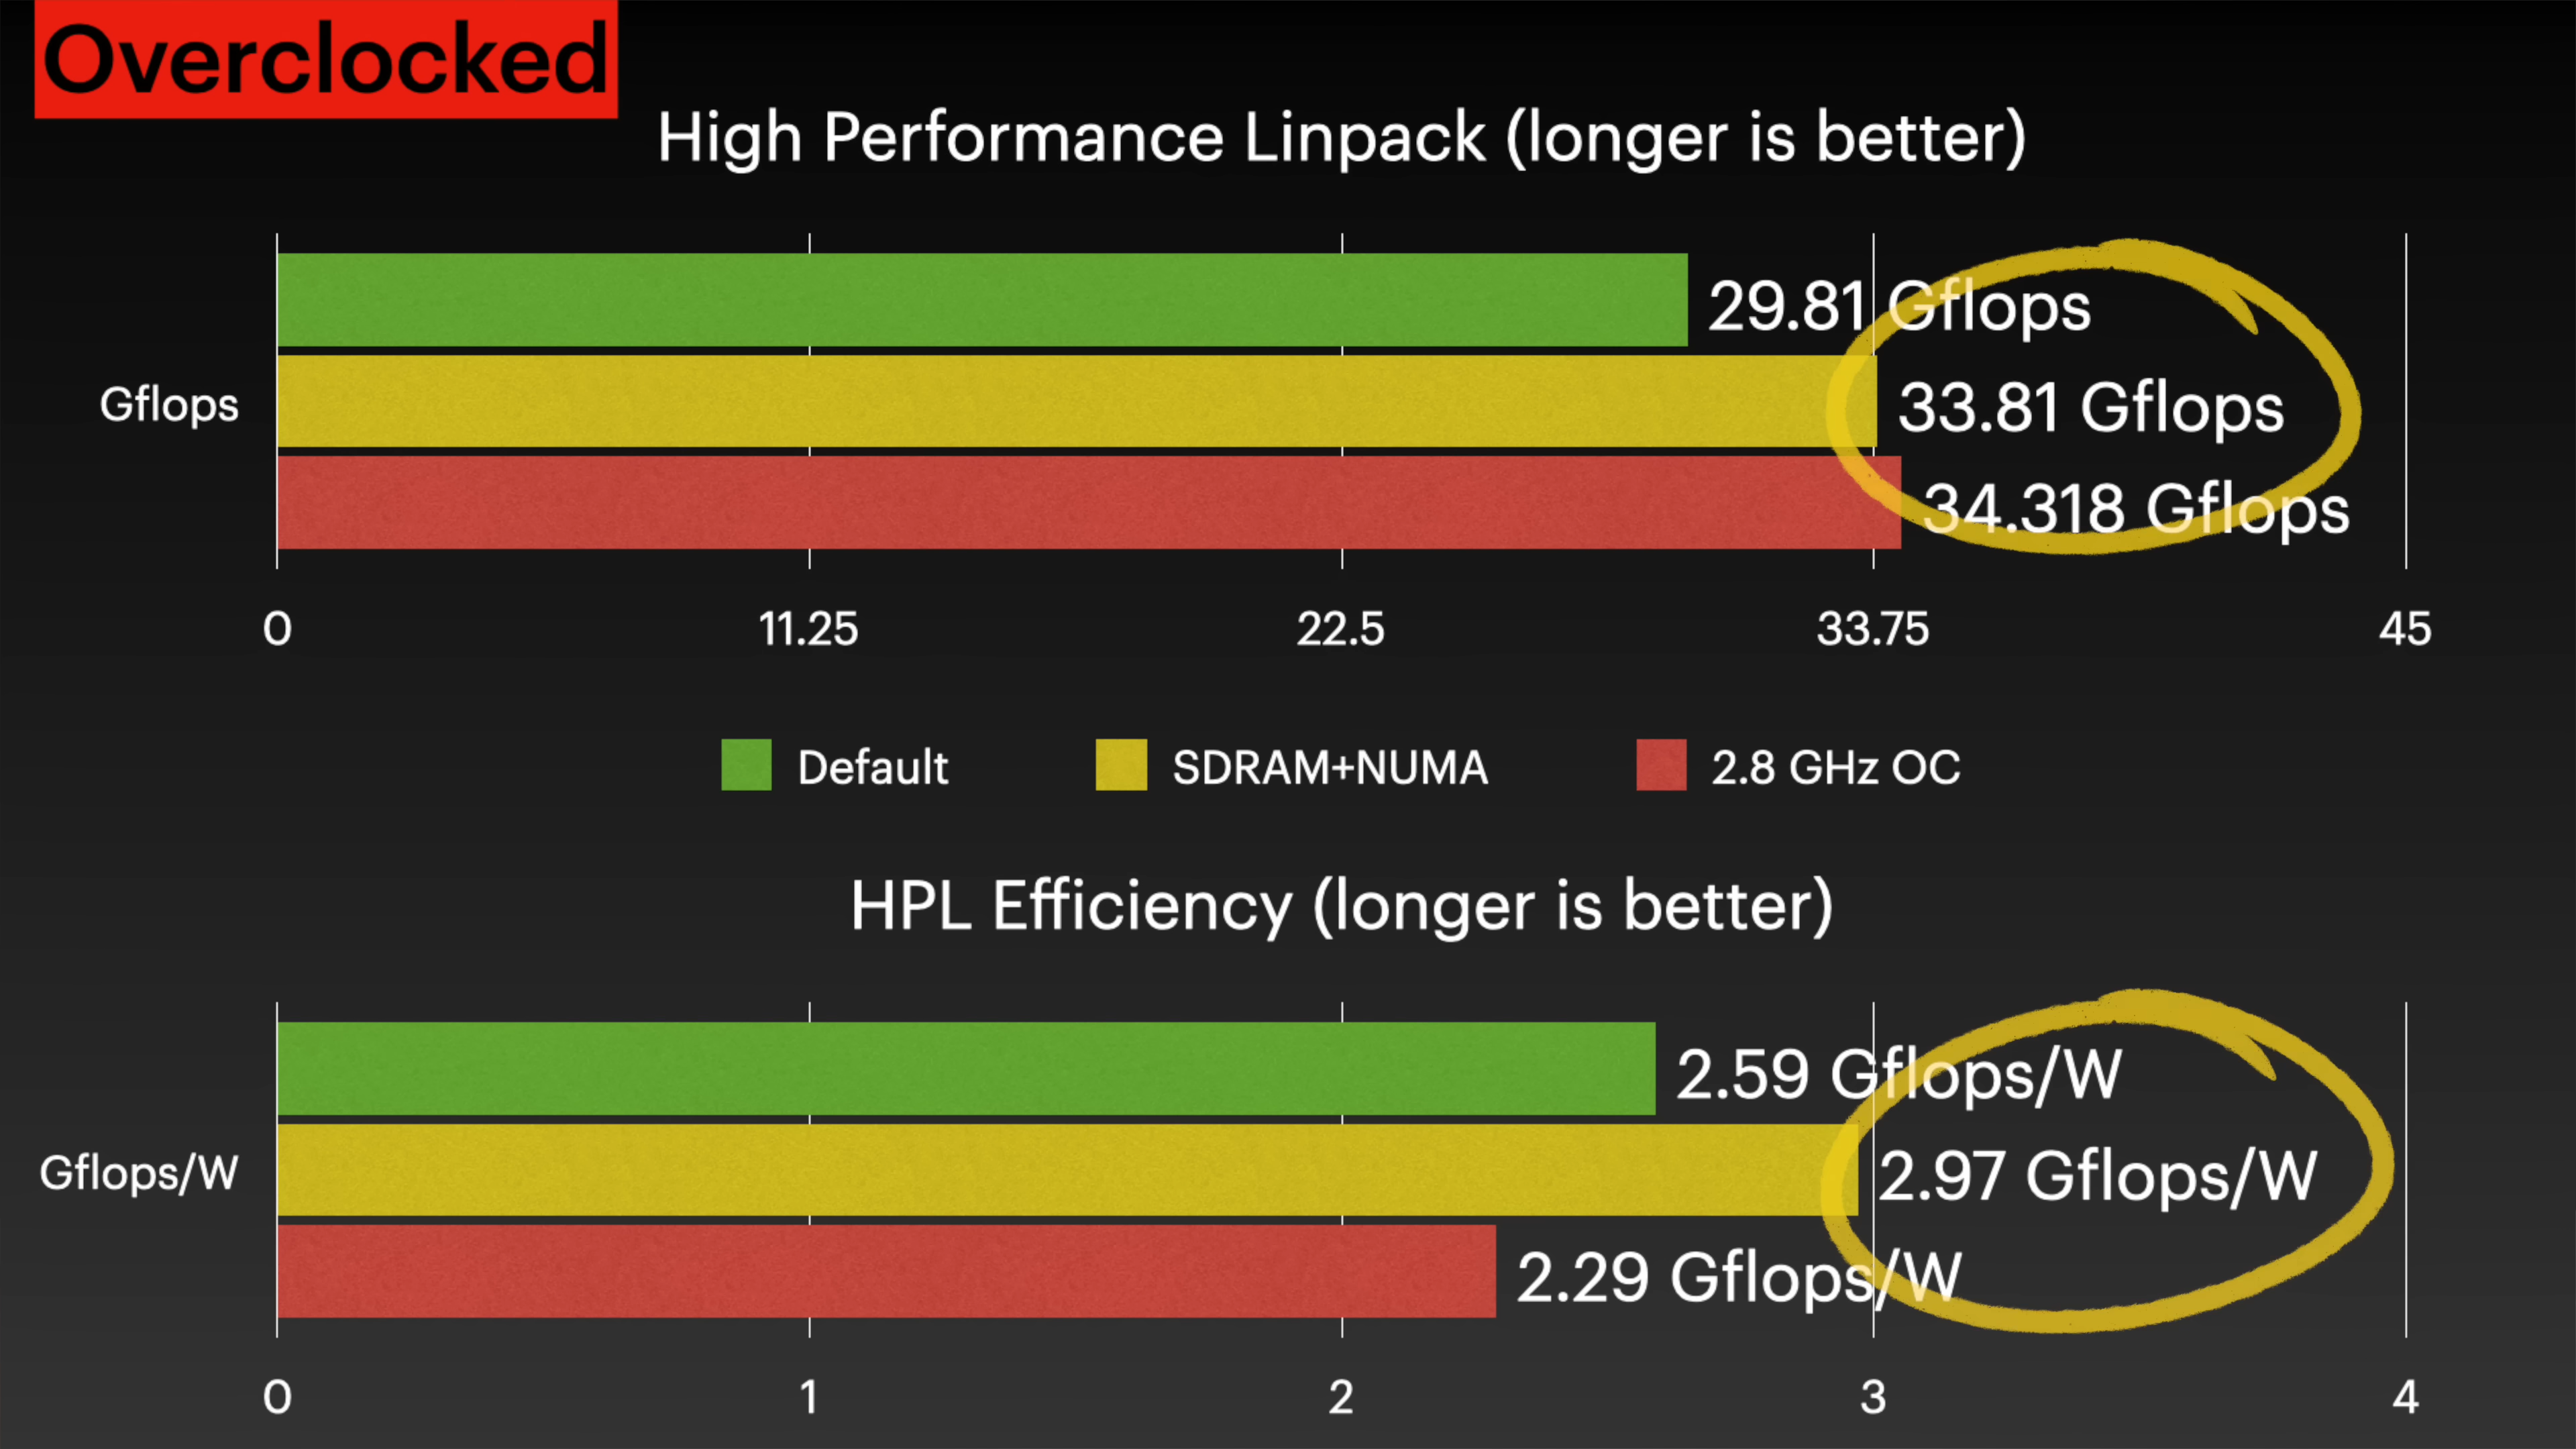 Overclocked
High Performance Linpack (longer is better)
29.81 Gflops
Gflops
33.81 Gflops
34.318 Gflops
0 11.25 22.5 33.75 45
Default SDRAM+NUMA 2.8 GHz OC
HPL Efficiency (longer is better)
2.59 Gflops/W
Gflops/W
2.97 Gflops/W
2.29 Gflops/W
0 1 2 3 4